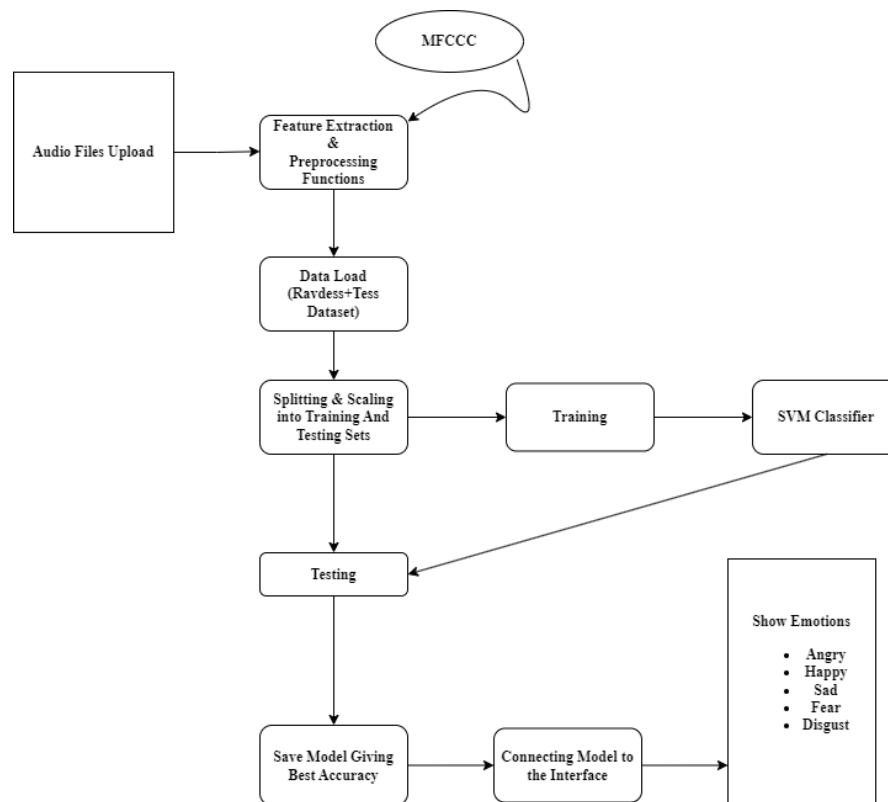 MFCCC
Audio Files Upload
Feature Extraction
&
Preprocessing
Functions
Data Load
(Ravdess+Tess
Dataset)
Splitting & Scaling
into Training And
Testing Sets
Training
SVM Classifier
Testing
Show Emotions
• Angry
• Happy
• Sad
• Fear
• Disgust
Save Model Giving
Best Accuracy
Connecting Model to
the Interface